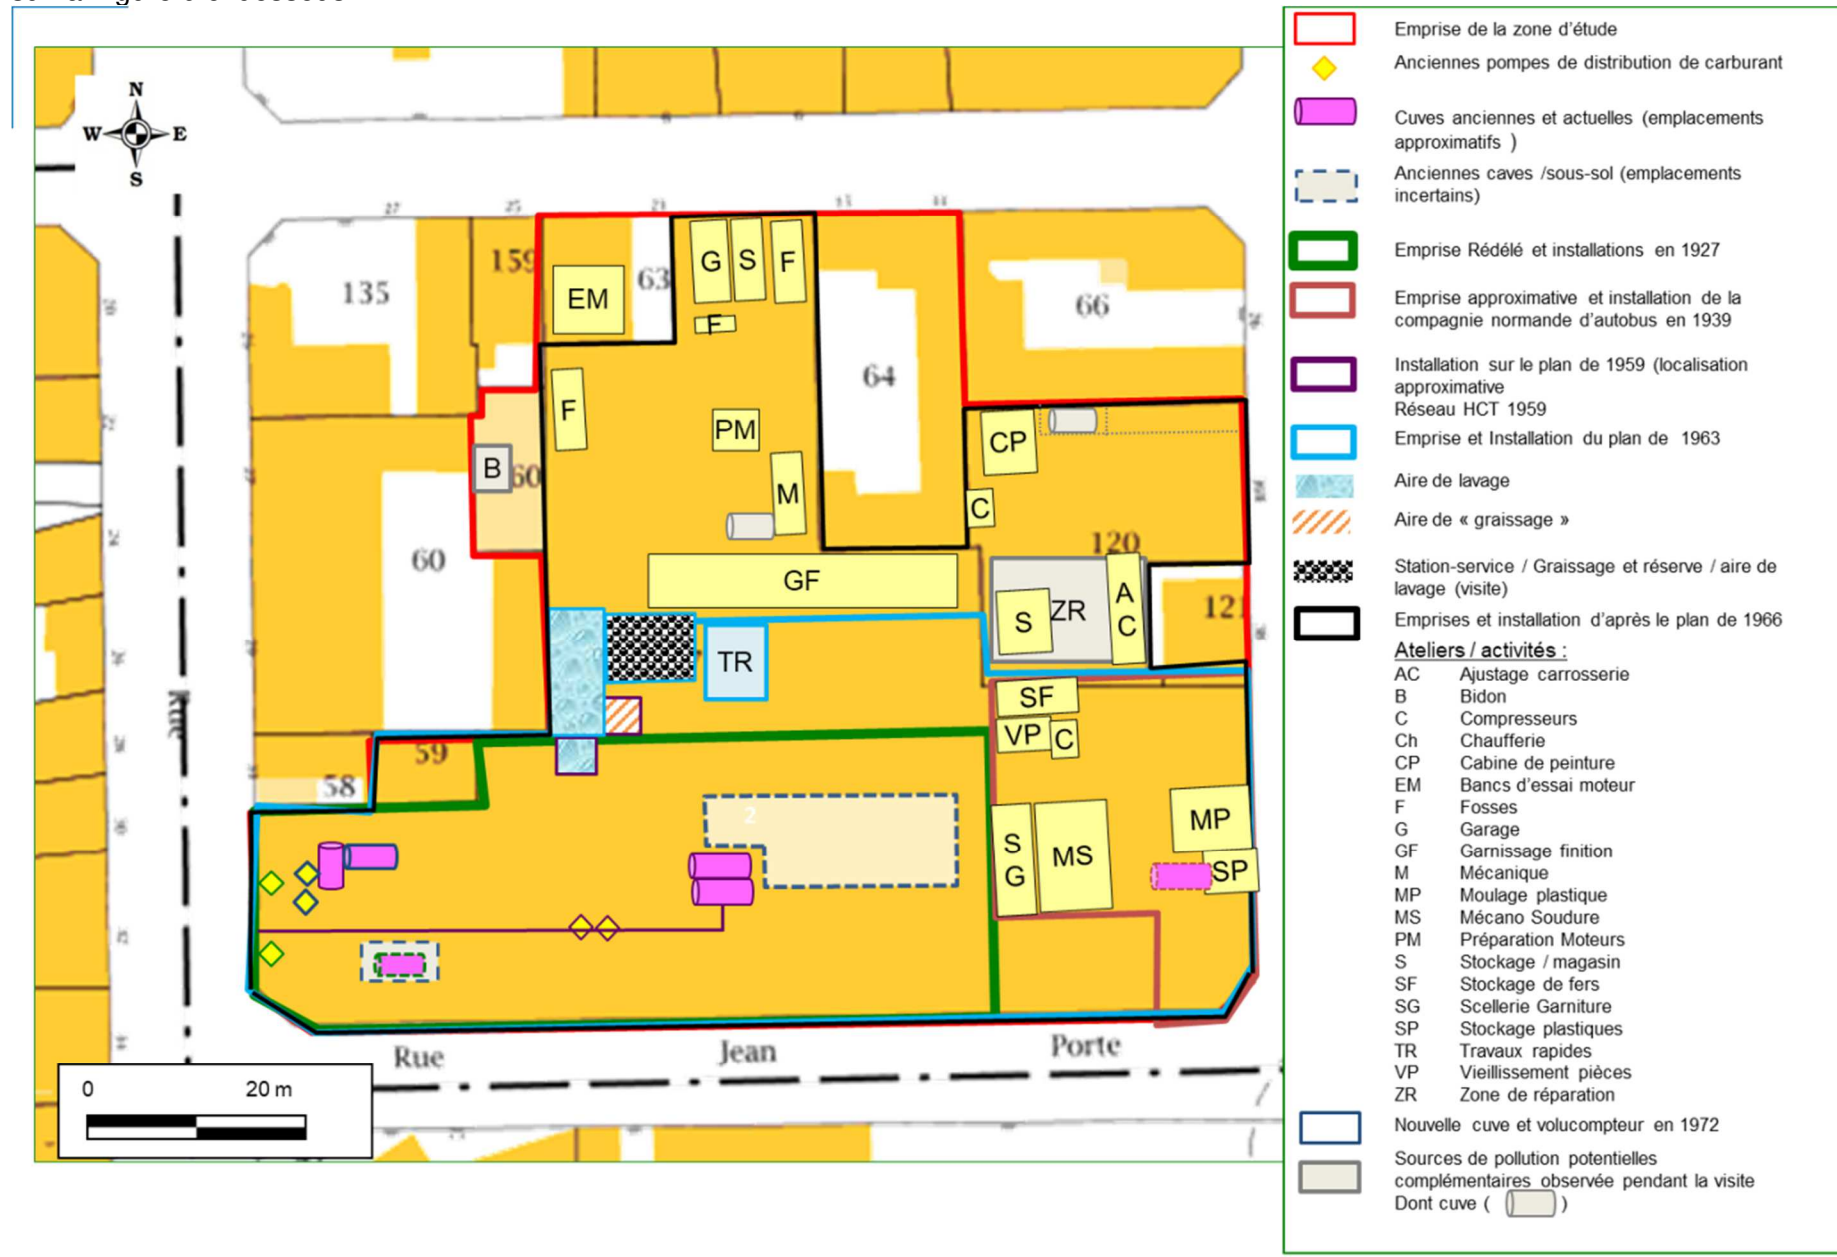 N
W E
S
27
25
21
159
135
EM
63
G
S
F
F
64
66
F
PM
CP
M
C
B
60
60
GF
120
A
C
S
ZR
121
TR
SF
VP
C
59
58
2
S
G
MS
MP
SP
Rue
Rue Jean Porte
0 20 m
Emprise de la zone d'étude
Anciennes pompes de distribution de carburant
Cuves anciennes et actuelles (emplacements
approximatifs )
Anciennes caves /sous-sol (emplacements
incertains)
Emprise Rédélé et installations en 1927
Emprise approximative et installation de la
compagnie normande d'autobus en 1939
Installation sur le plan de 1959 (localisation
approximative
Réseau HCT 1959
Emprise et Installation du plan de 1963
Aire de lavage
Aire de « graissage »
Station-service / Graissage et réserve / aire de
lavage (visite)
Emprises et installation d'après le plan de 1966
Ateliers / activités :
AC Ajustage carrosserie
B Bidon
C Compresseurs
Ch Chaufferie
CP Cabine de peinture
EM Bancs d'essai moteur
F Fosses
G Garage
GF Garnissage finition
M Mécanique
MP Moulage plastique
MS Mécano Soudure
PM Préparation Moteurs
S Stockage / magasin
SF Stockage de fers
SG Scellerie Garniture
SP Stockage plastiques
TR Travaux rapides
VP Vieillissement pièces
ZR Zone de réparation
Nouvelle cuve et volucompteur en 1972
Sources de pollution potentielles
complémentaires observée pendant la visite
Dont cuve ( )